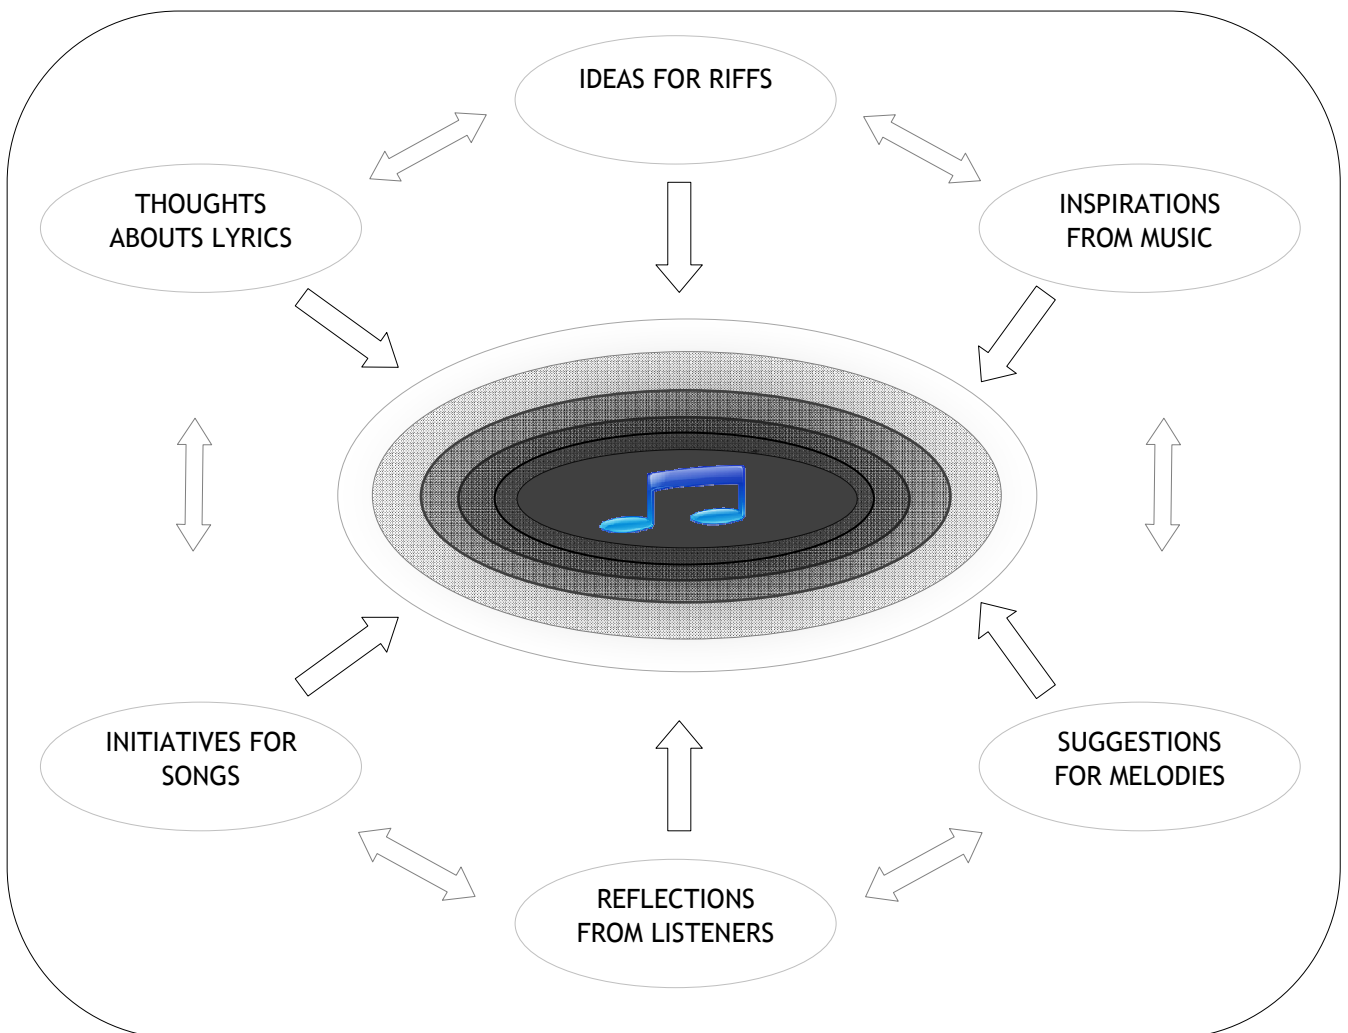 IDEAS FOR RIFFS
THOUGHTS
ABOUTS LYRICS
INSPIRATIONS
FROM MUSIC
INITIATIVES FOR
SONGS
SUGGESTIONS
FOR MELODIES
REFLECTIONS
FROM LISTENERS